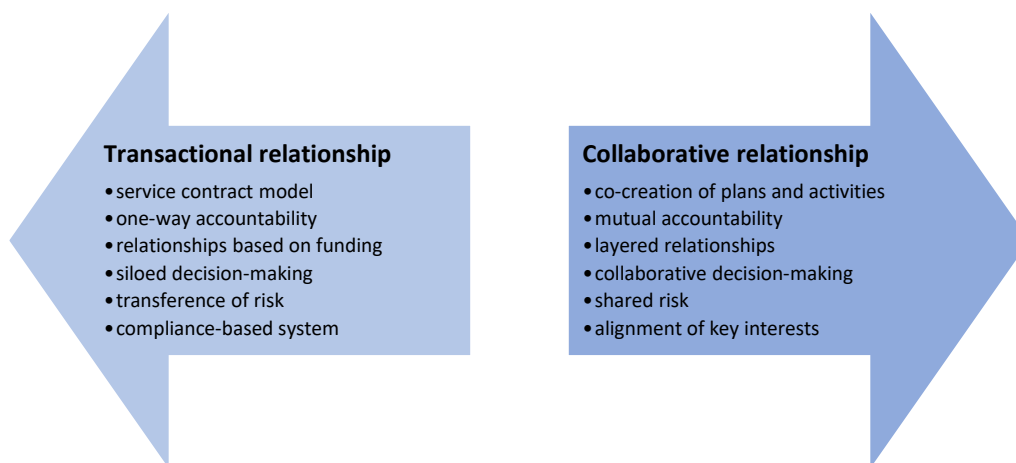 Transactional relationship
•service contract model
•one-way accountability
•relationships based on funding
•siloed decision-making
•transference of risk
•compliance-based system
Collaborative relationship
•co-creation of plans and activities
•mutual accountability
•layered relationships
•collaborative decision-making
•shared risk
•alignment of key interests